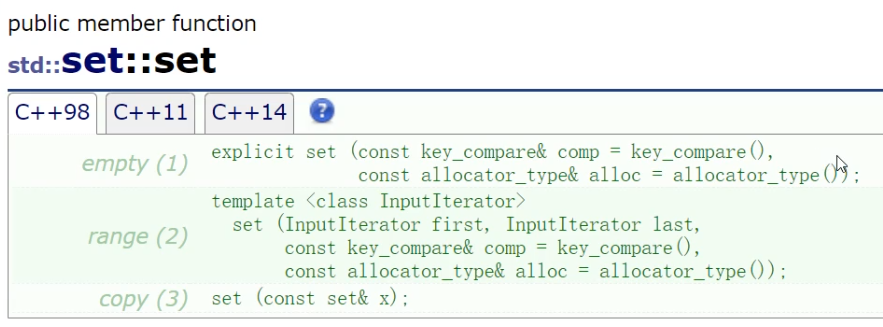 public member function
std::set::set
C++98 C++11 C++14 ?
empty (1) explicit set (const key_compare& comp = key_compare(),
const allocator_type& alloc = allocator_type());
template <class InputIterator>
set (InputIterator first, InputIterator last,
range (2) const key_compare& comp = key_compare(),
const allocator_type& alloc = allocator_type());
copy (3) set (const set& x);